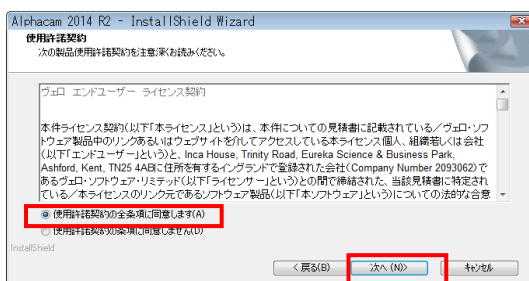 Alphacam 2014 R2 - InstallShield Wizard
使用許諾契約
次の製品使用許諾契約を注意深くお読みください。
ヴェロ エンドユーザー ライセンス契約
本件ライセンス契約(以下「本ライセンス」という)は、本件についての見積書に記載されている／ヴェロ・ソフ
トウェア製品中のリンクあるいはウェブサイトを介してアクセスしている本ライセンス個人、組織若しくは会社
(以下「エンドユーザー」という)と、Inca House, Trinity Road, Eureka Science & Business Park,
Ashford, Kent, TN25 4ABに住所を有するイングランドで登録された会社(Company Number 2093062)で
あるヴェロ・ソフトウェア・リミテッド(以下「ライセンサー」という)との間で締結された、当該見積書に特定され
ている／本ライセンスのリンク元であるソフトウェア製品(以下「本ソフトウェア」という)についての法的な合意
使用許諾契約の全条項に同意します(A)
使用許諾契約の条項に同意しません(D)
InstallShield
< 戻る(B)
次へ (N)>
キャンセル